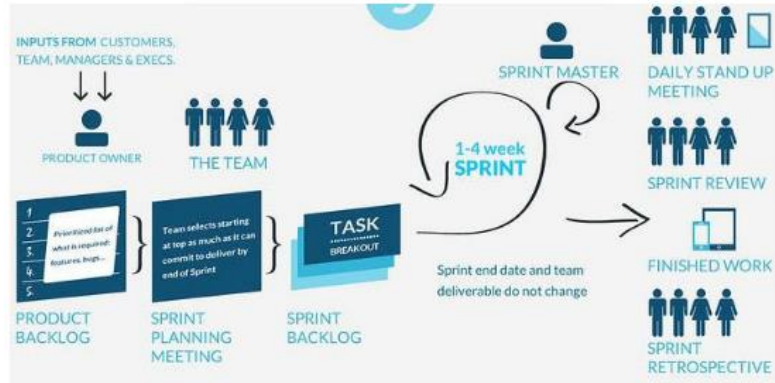 INPUTS FROM CUSTOMERS,
TEAM, MANAGERS & EXECS.
PRODUCT OWNER
THE TEAM
1
2.
3.
4.
5.
Prioritized list of
what is required:
features, bugs...
PRODUCT
BACKLOG
Team selects starting
at top as much as it can
commit to deliver by
end of Sprint
SPRINT
PLANNING
MEETING
TASK
BREAKOUT
SPRINT
BACKLOG
1-4 week
SPRINT
Sprint end date and team
deliverable do not change
SPRINT MASTER
DAILY STAND UP
MEETING
SPRINT REVIEW
FINISHED WORK
SPRINT
RETROSPECTIVE